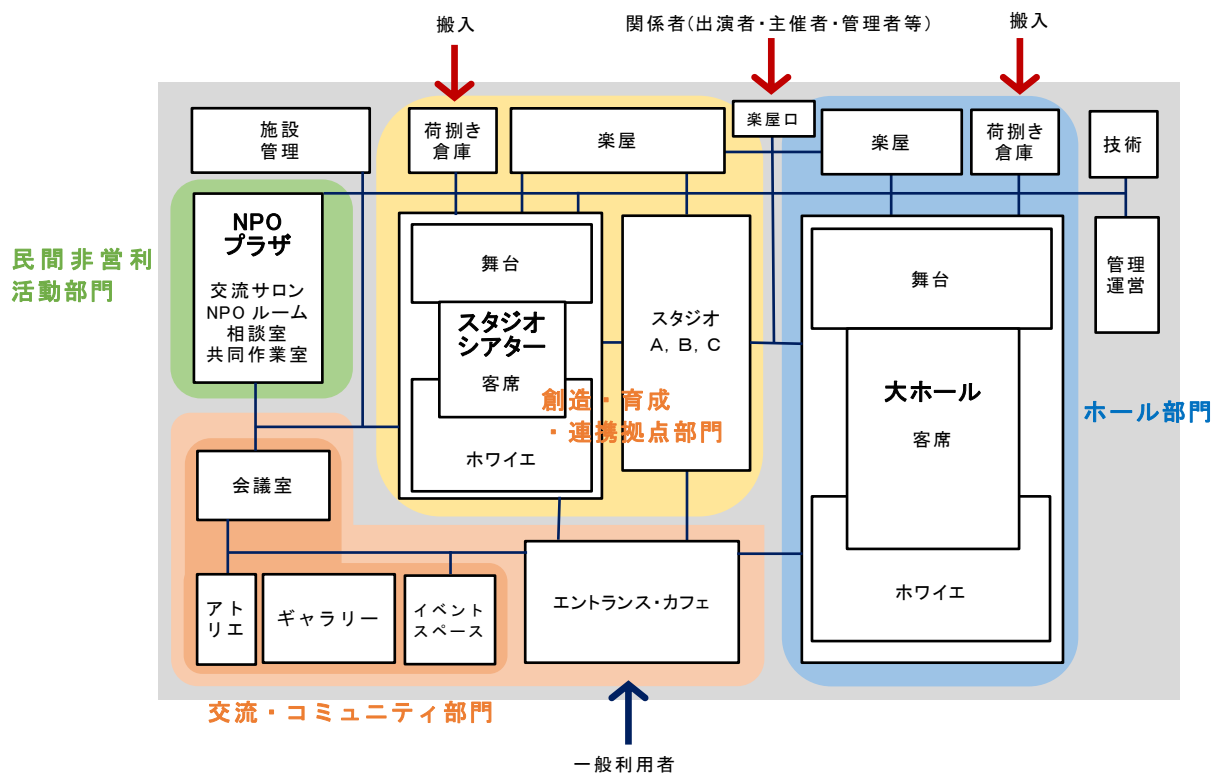 搬入
関係者(出演者・主催者・管理者等)
搬入
施設
管理
荷捌き
倉庫
楽屋
楽屋口
楽屋
荷捌き
倉庫
技術
民間非営利
活動部門
NPO
プラザ
交流サロン
NPOルーム
相談室
共同作業室
舞台
スタジオ
シアター
客席
ホワイエ
スタジオ
A, B, C
創造・育成
・連携拠点部門
舞台
大ホール
客席
ホワイエ
管理
運営
ホール部門
会議室
アト
リエ
ギャラリー
イベント
スペース
エントランス・カフェ
交流・コミュニティ部門
一般利用者